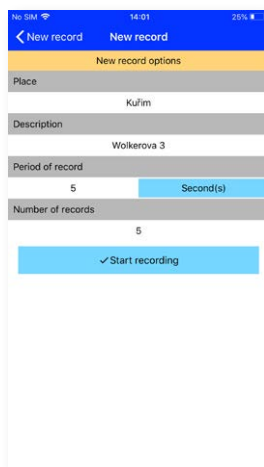 No SIM 14:01 25%
New record New record
New record options
Place
Kuřim
Description
Wolkerova 3
Period of record
5 Second(s)
Number of records
5
✓ Start recording